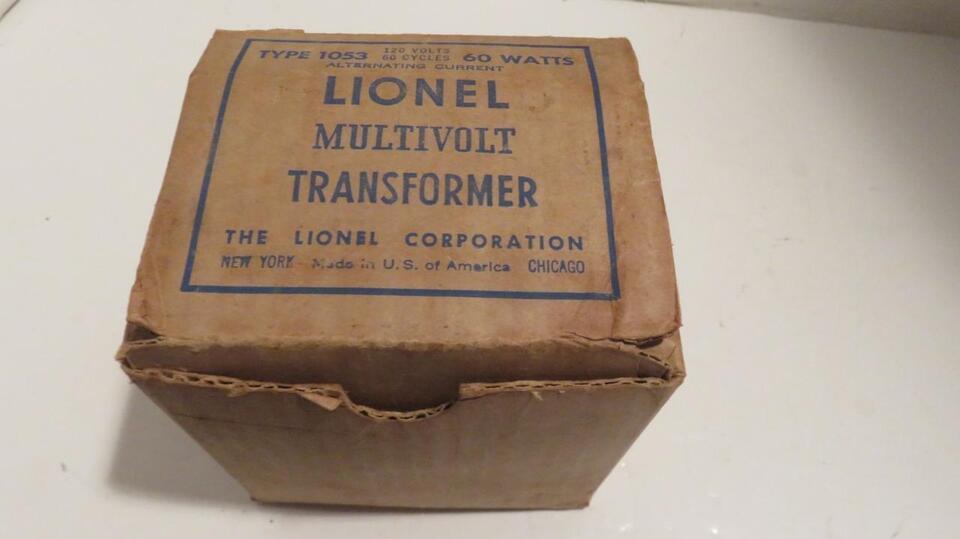 TYPE 1053 120 VOLTS 60 WATTS
60 CYCLES
ALTERNATING CURRENT
LIONEL
MULTIVOLT
TRANSFORMER
THE LIONEL CORPORATION
NEW YORK Made in U.S. of America CHICAGO